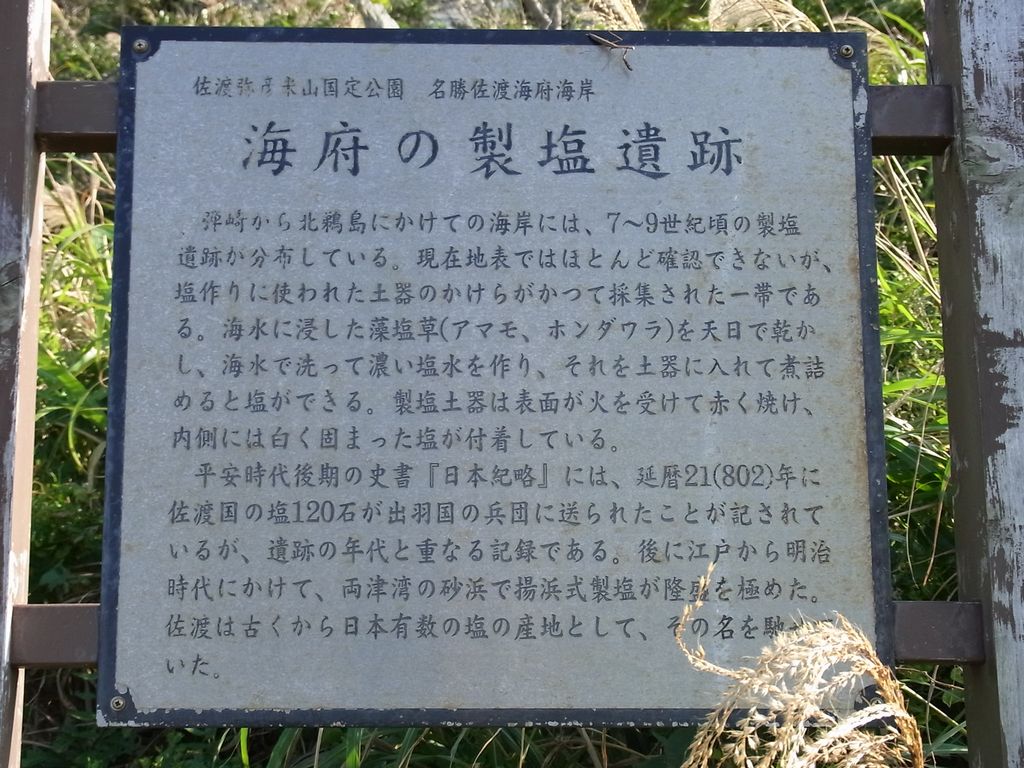 佐渡弥彦米山国定公園　名勝佐渡海府海岸
海府の製塩遺跡
弾崎から北鵜島にかけての海岸には、7～9世紀頃の製塩
遺跡が分布している。現在地表ではほとんど確認できないが、
塩作りに使われた土器のかけらがかつて採集された一帯であ
る。海水に浸した藻塩草(アマモ、ホンダワラ)を天日で乾か
し、海水で洗って濃い塩水を作り、それを土器に入れて煮詰
めると塩ができる。製塩土器は表面が火を受けて赤く焼け、
内側には白く固まった塩が付着している。
平安時代後期の史書『日本紀略』には、延暦21(802)年に
佐渡国の塩120石が出羽国の兵団に送られたことが記されて
いるが、遺跡の年代と重なる記録である。後に江戸から明治
時代にかけて、両津湾の砂浜で揚浜式製塩が隆盛を極めた。
佐渡は古くから日本有数の塩の産地として、その名を馳
いた。